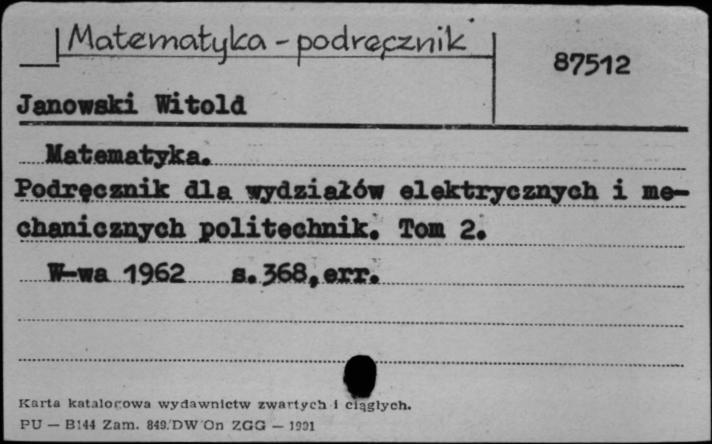 Matematyka - podręcznik
87512
Janowski Witold
Matematyka.
Podręcznik dla wydziałów elektrycznych i me-
chanicznych politechnik. Tom 2.
W-wa 1962 s.368,err.
Karta katalogowa wydawnictw zwartych i ciągłych.
PU — B144 Zam. 849/DW/On ZGG — 1991